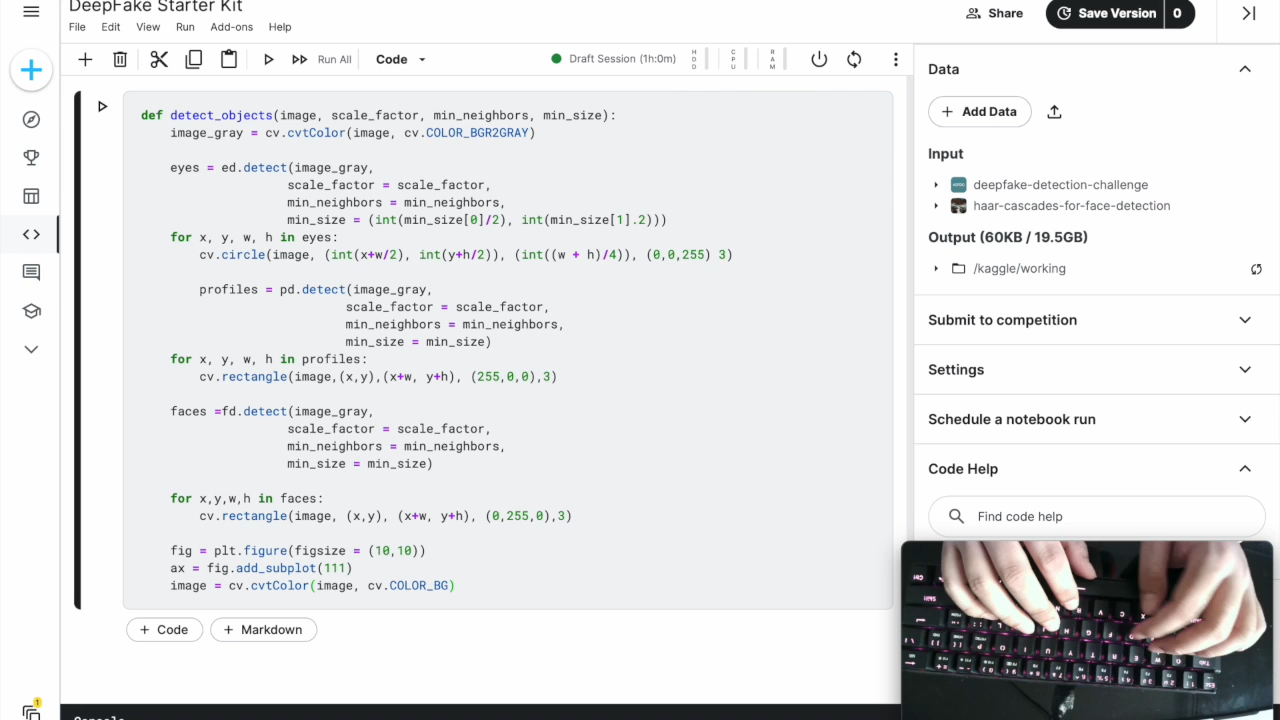 DeepFake Starter Kit
File Edit View Run Add-ons Help
Share
Save Version 0
Run All
Code
Draft Session (1h:0m)
HDD
CPU
RAM
def detect_objects(image, scale_factor, min_neighbors, min_size):
image_gray = cv.cvtColor(image, cv.COLOR_BGR2GRAY)
eyes = ed.detect(image_gray,
scale_factor = scale_factor,
min_neighbors = min_neighbors,
min_size = (int(min_size[0]/2), int(min_size[1].2)))
for x, y, w, h in eyes:
cv.circle(image, (int(x+w/2), int(y+h/2)), (int((w + h)/4)), (0,0,255) 3)
profiles = pd.detect(image_gray,
scale_factor = scale_factor,
min_neighbors = min_neighbors,
min_size = min_size)
for x, y, w, h in profiles:
cv.rectangle(image,(x,y),(x+w, y+h), (255,0,0),3)
faces =fd.detect(image_gray,
scale_factor = scale_factor,
min_neighbors = min_neighbors,
min_size = min_size)
for x,y,w,h in faces:
cv.rectangle(image, (x,y), (x+w, y+h), (0,255,0),3)
fig = plt.figure(figsize = (10,10))
ax = fig.add_subplot(111)
image = cv.cvtColor(image, cv.COLOR_BG)
+ Code
+ Markdown
Data
+ Add Data
Input
deepfake-detection-challenge
haar-cascades-for-face-detection
Output (60KB / 19.5GB)
/kaggle/working
Submit to competition
Settings
Schedule a notebook run
Code Help
Find code help
1
Console